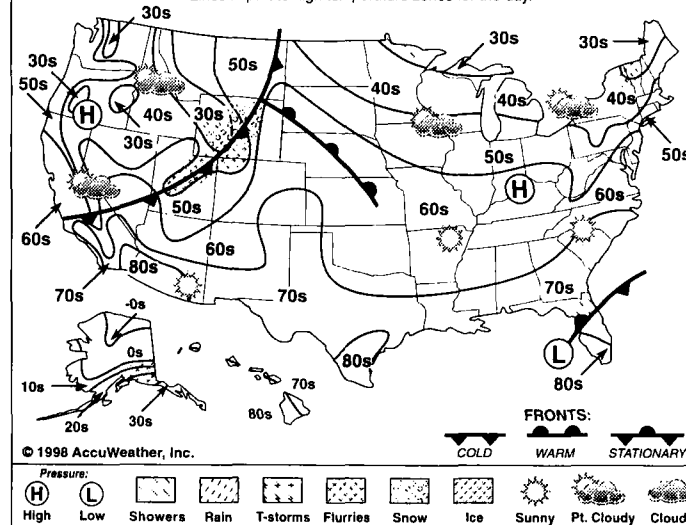 30s
30s
30s
30s
50s
50s
40s
40s
40s
40s
30s
30s
50s
50s
H
H
50s
60s
60s
60s
60s
80s
70s
70s
70s
-0s
0s
10s
20s
30s
80s
70s
80s
L
80s
FRONTS:
COLD WARM STATIONARY
© 1998 AccuWeather, Inc.
Pressure:
H L
High Low Showers Rain T-storms Flurries Snow Ice Sunny Pt. Cloudy